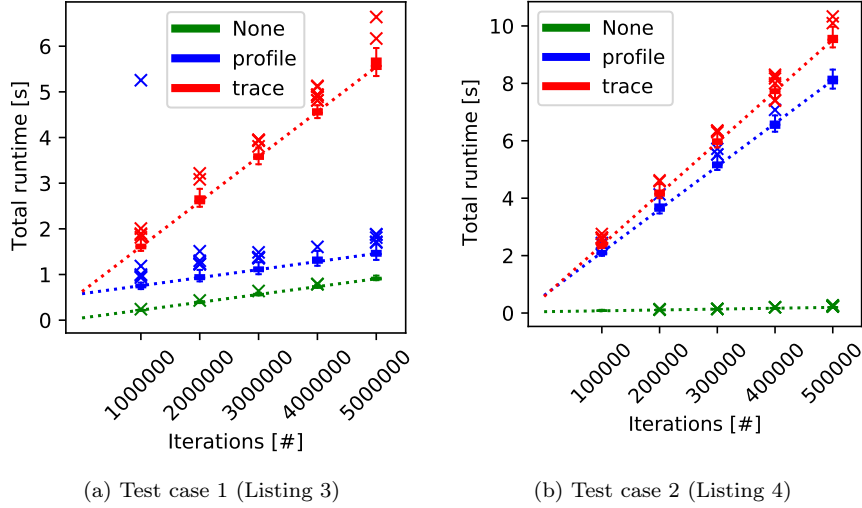 None
profile
trace
Total runtime [s]
6
5
4
3
2
1
0
1000000
2000000
3000000
4000000
5000000
Iterations [#]
(a) Test case 1 (Listing 3)
None
profile
trace
Total runtime [s]
10
8
6
4
2
0
100000
200000
300000
400000
500000
Iterations [#]
(b) Test case 2 (Listing 4)